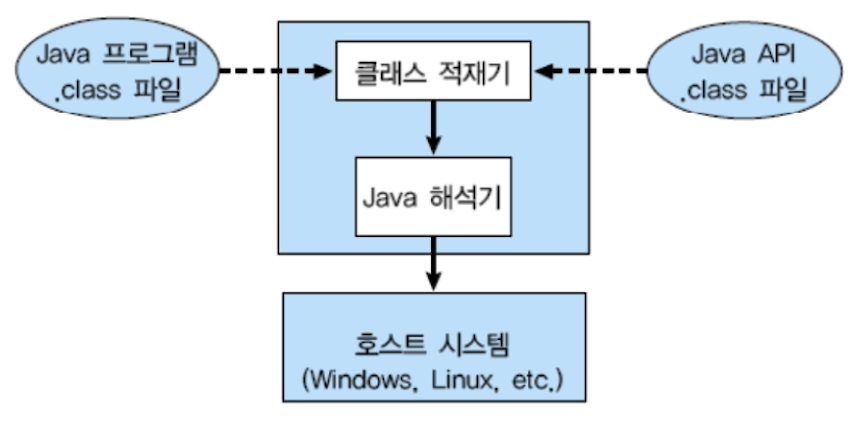 Java 프로그램
.class 파일
클래스 적재기
Java API
.class 파일
Java 해석기
호스트 시스템
(Windows, Linux, etc.)